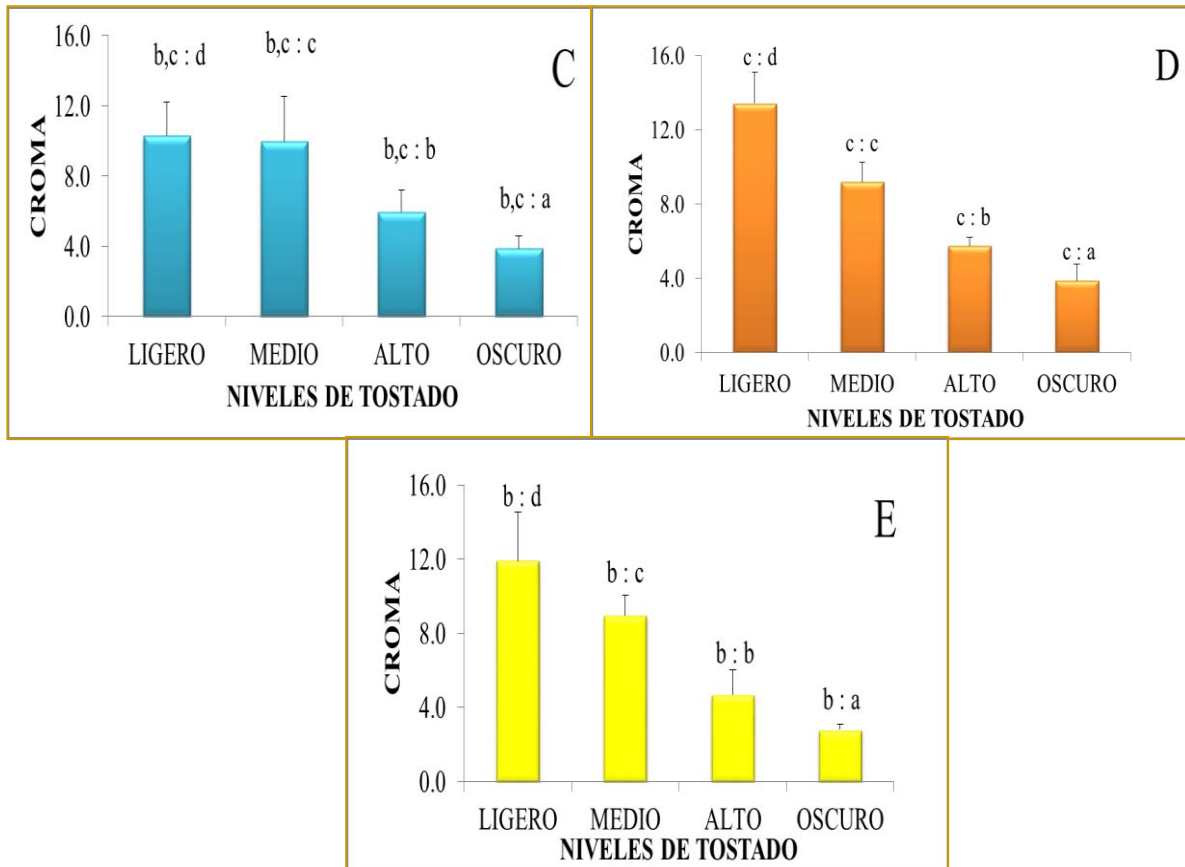 C
CROMA
16.0
12.0
8.0
4.0
0.0
b,c : d
b,c : c
b,c : b
b,c : a
LIGERO MEDIO ALTO OSCURO
NIVELES DE TOSTADO
D
CROMA
16.0
12.0
8.0
4.0
0.0
c : d
c : c
c : b
c : a
LIGERO MEDIO ALTO OSCURO
NIVELES DE TOSTADO
E
CROMA
16.0
12.0
8.0
4.0
0.0
b : d
b : c
b : b
b : a
LIGERO MEDIO ALTO OSCURO
NIVELES DE TOSTADO